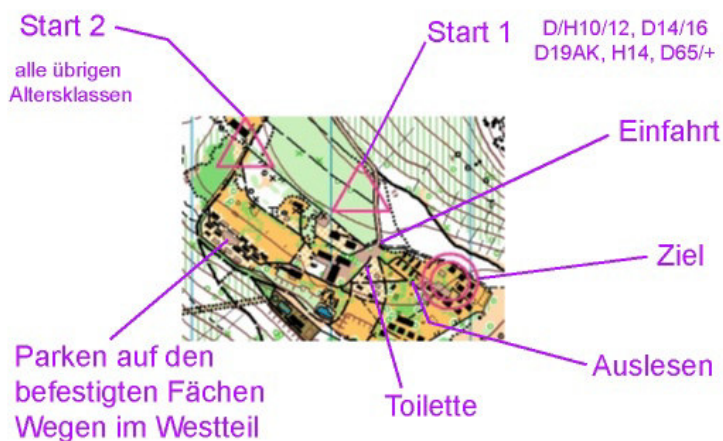 Start 2
alle übrigen
Altersklassen
Start 1
D/H10/12, D14/16
D19AK, H14, D65/+
Einfahrt
Ziel
Auslesen
Toilette
Parken auf den
befestigten Fächen
Wegen im Westteil